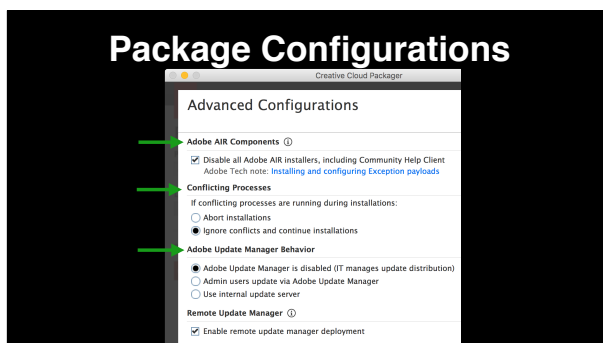 Package Configurations
Creative Cloud Packager
Advanced Configurations
Adobe AIR Components ⓘ
Disable all Adobe AIR installers, including Community Help Client
Adobe Tech note: Installing and configuring Exception payloads
Conflicting Processes
If conflicting processes are running during installations:
Abort installations
Ignore conflicts and continue installations
Adobe Update Manager Behavior
Adobe Update Manager is disabled (IT manages update distribution)
Admin users update via Adobe Update Manager
Use internal update server
Remote Update Manager ⓘ
Enable remote update manager deployment